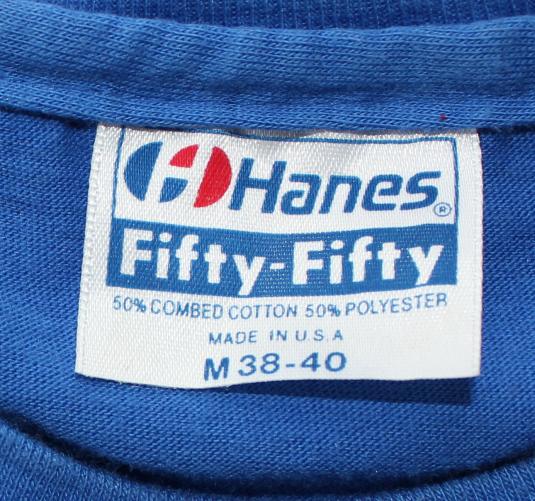 Hanes®
Fifty-Fifty
50% COMBED COTTON 50% POLYESTER
MADE IN U.S.A
M 38-40